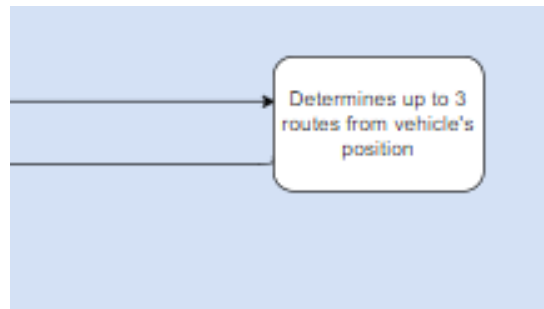 Determines up to 3
routes from vehicle's
position